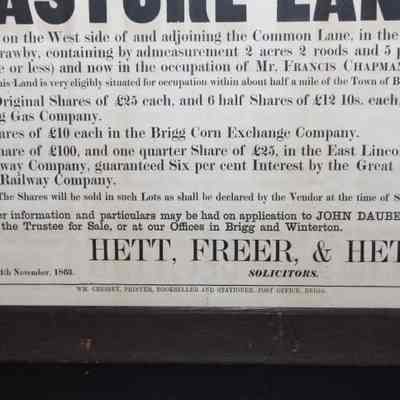 PASTURE LAN
on the West side of and adjoining the Common Lane, in the
rawby, containing by admeasurement 2 acres 2 roods and 5 p
e or less) and now in the occupation of Mr. FRANCIS CHAPMAN
his Land is very eligibly situated for occupation within about half a mile of the Town of B
Original Shares of £25 each, and 6 half Shares of £12 10s. each,
g Gas Company.
ares of £10 each in the Brigg Corn Exchange Company.
hare of £100, and one quarter Share of £25, in the East Lincol
way Company, guaranteed Six per cent Interest by the Great
Railway Company.
The Shares will be sold in such Lots as shall be declared by the Vendor at the time of S
er information and particulars may be had on application to JOHN DAUBE
the Trustee for Sale, or at our Offices in Brigg and Winterton.
HETT, FREER, & HET
4th November, 1863. SOLICITORS.
WM. CRESSEY, PRINTER, BOOKSELLER AND STATIONER, POST OFFICE, BRIGG.